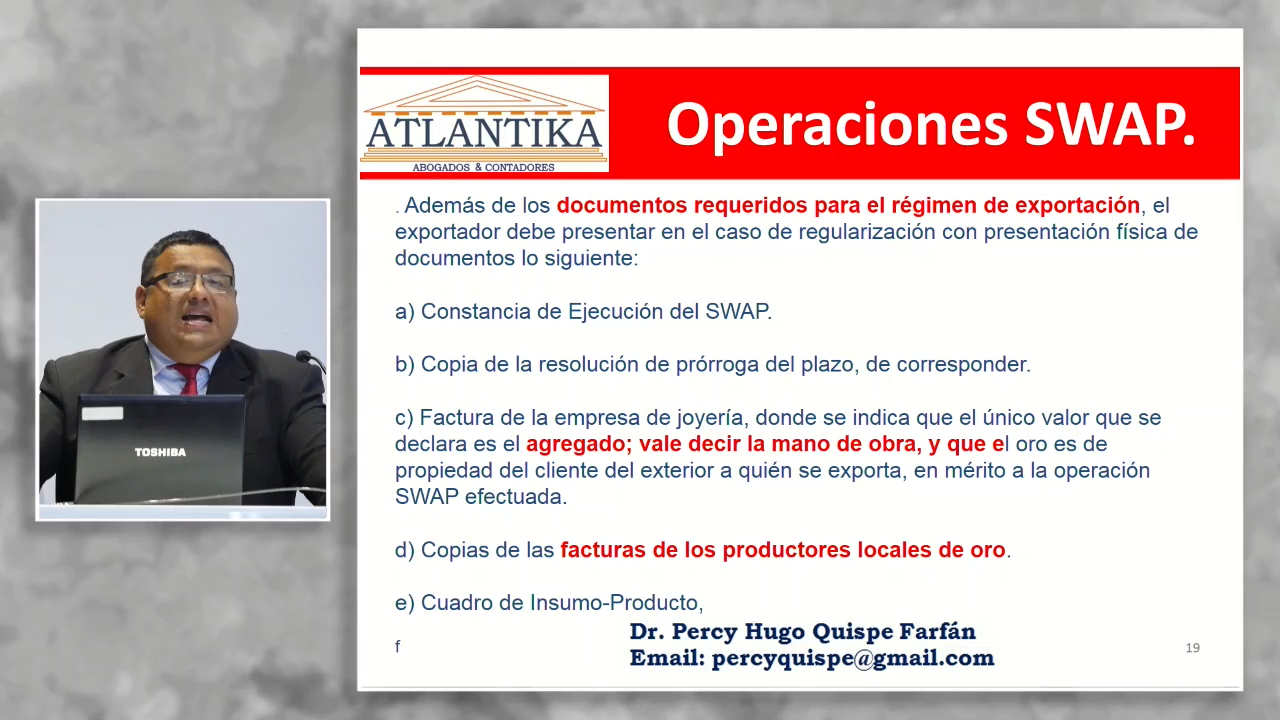 ATLANTIKA
ABOGADOS & CONTADORES
Operaciones SWAP.
. Además de los documentos requeridos para el régimen de exportación, el
exportador debe presentar en el caso de regularización con presentación física de
documentos lo siguiente:
a) Constancia de Ejecución del SWAP.
b) Copia de la resolución de prórroga del plazo, de corresponder.
c) Factura de la empresa de joyería, donde se indica que el único valor que se
declara es el agregado; vale decir la mano de obra, y que el oro es de
propiedad del cliente del exterior a quién se exporta, en mérito a la operación
SWAP efectuada.
d) Copias de las facturas de los productores locales de oro.
e) Cuadro de Insumo-Producto,
f
Dr. Percy Hugo Quispe Farfán
Email: percyquispe@gmail.com
19
TOSHIBA